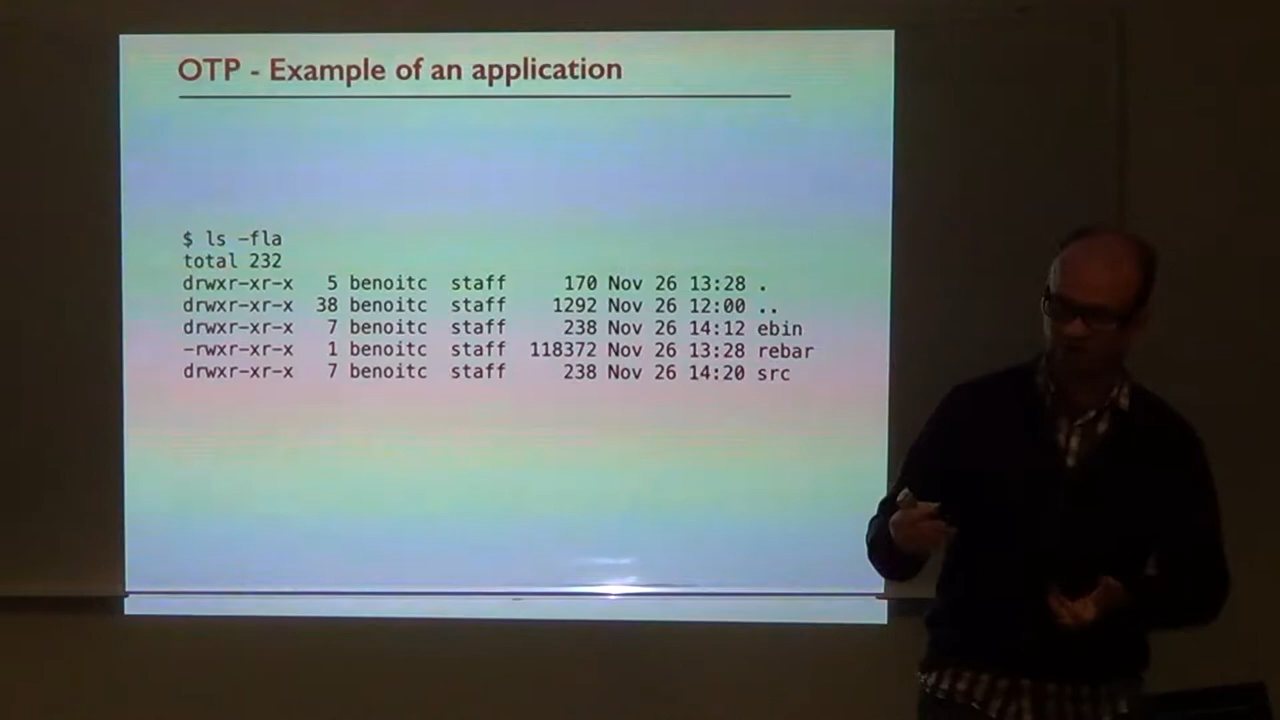 OTP - Example of an application
$ ls -fla
total 232
drwxr-xr-x 5 benoitc staff 170 Nov 26 13:28 .
drwxr-xr-x 38 benoitc staff 1292 Nov 26 12:00 ..
drwxr-xr-x 7 benoitc staff 238 Nov 26 14:12 ebin
-rwxr-xr-x 1 benoitc staff 118372 Nov 26 13:28 rebar
drwxr-xr-x 7 benoitc staff 238 Nov 26 14:20 src